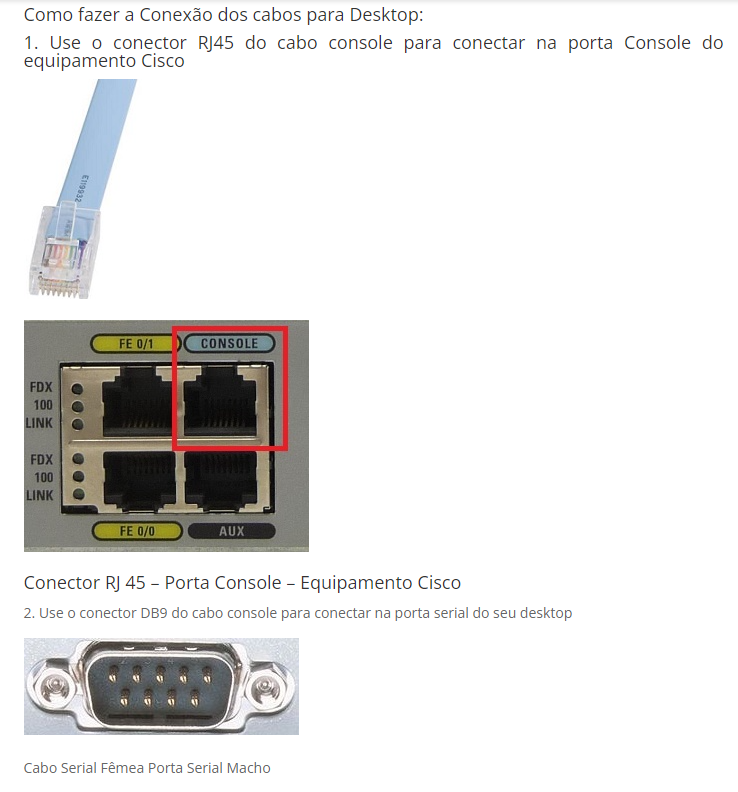 Como fazer a Conexão dos cabos para Desktop:
1. Use o conector RJ45 do cabo console para conectar na porta Console do
equipamento Cisco
E119932
FE 0/1
CONSOLE
FDX
100
LINK
FDX
100
LINK
FE 0/0
AUX
Conector RJ 45 – Porta Console – Equipamento Cisco
2. Use o conector DB9 do cabo console para conectar na porta serial do seu desktop
Cabo Serial Fêmea Porta Serial Macho